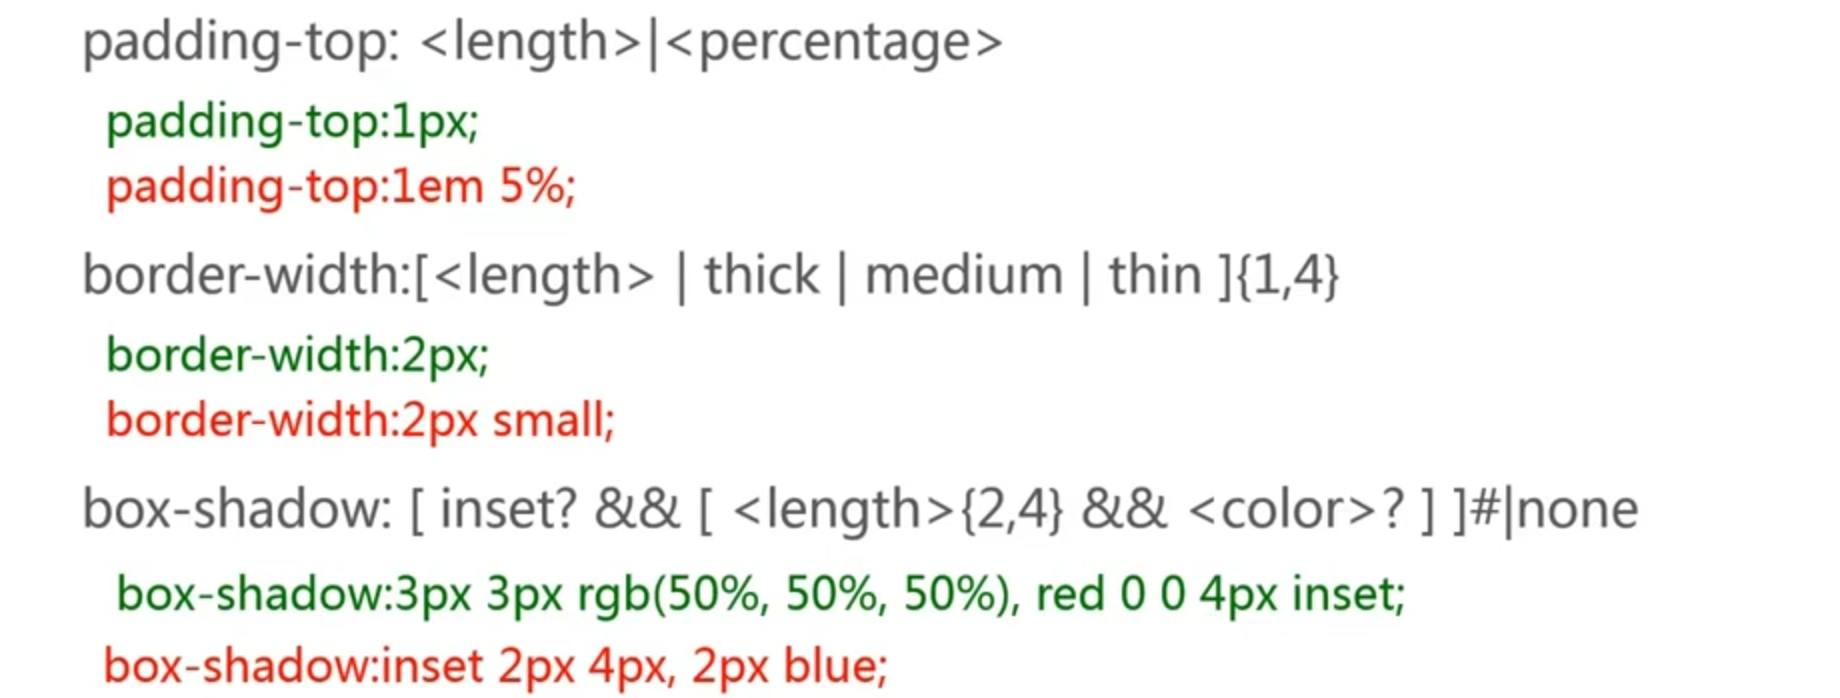 padding-top: <length>|<percentage>
padding-top:1px;
padding-top:1em 5%;
border-width:[<length> | thick | medium | thin ]{1,4}
border-width:2px;
border-width:2px small;
box-shadow: [ inset? && [ <length>{2,4} && <color>? ] ]#|none
box-shadow:3px 3px rgb(50%, 50%, 50%), red 0 0 4px inset;
box-shadow:inset 2px 4px, 2px blue;